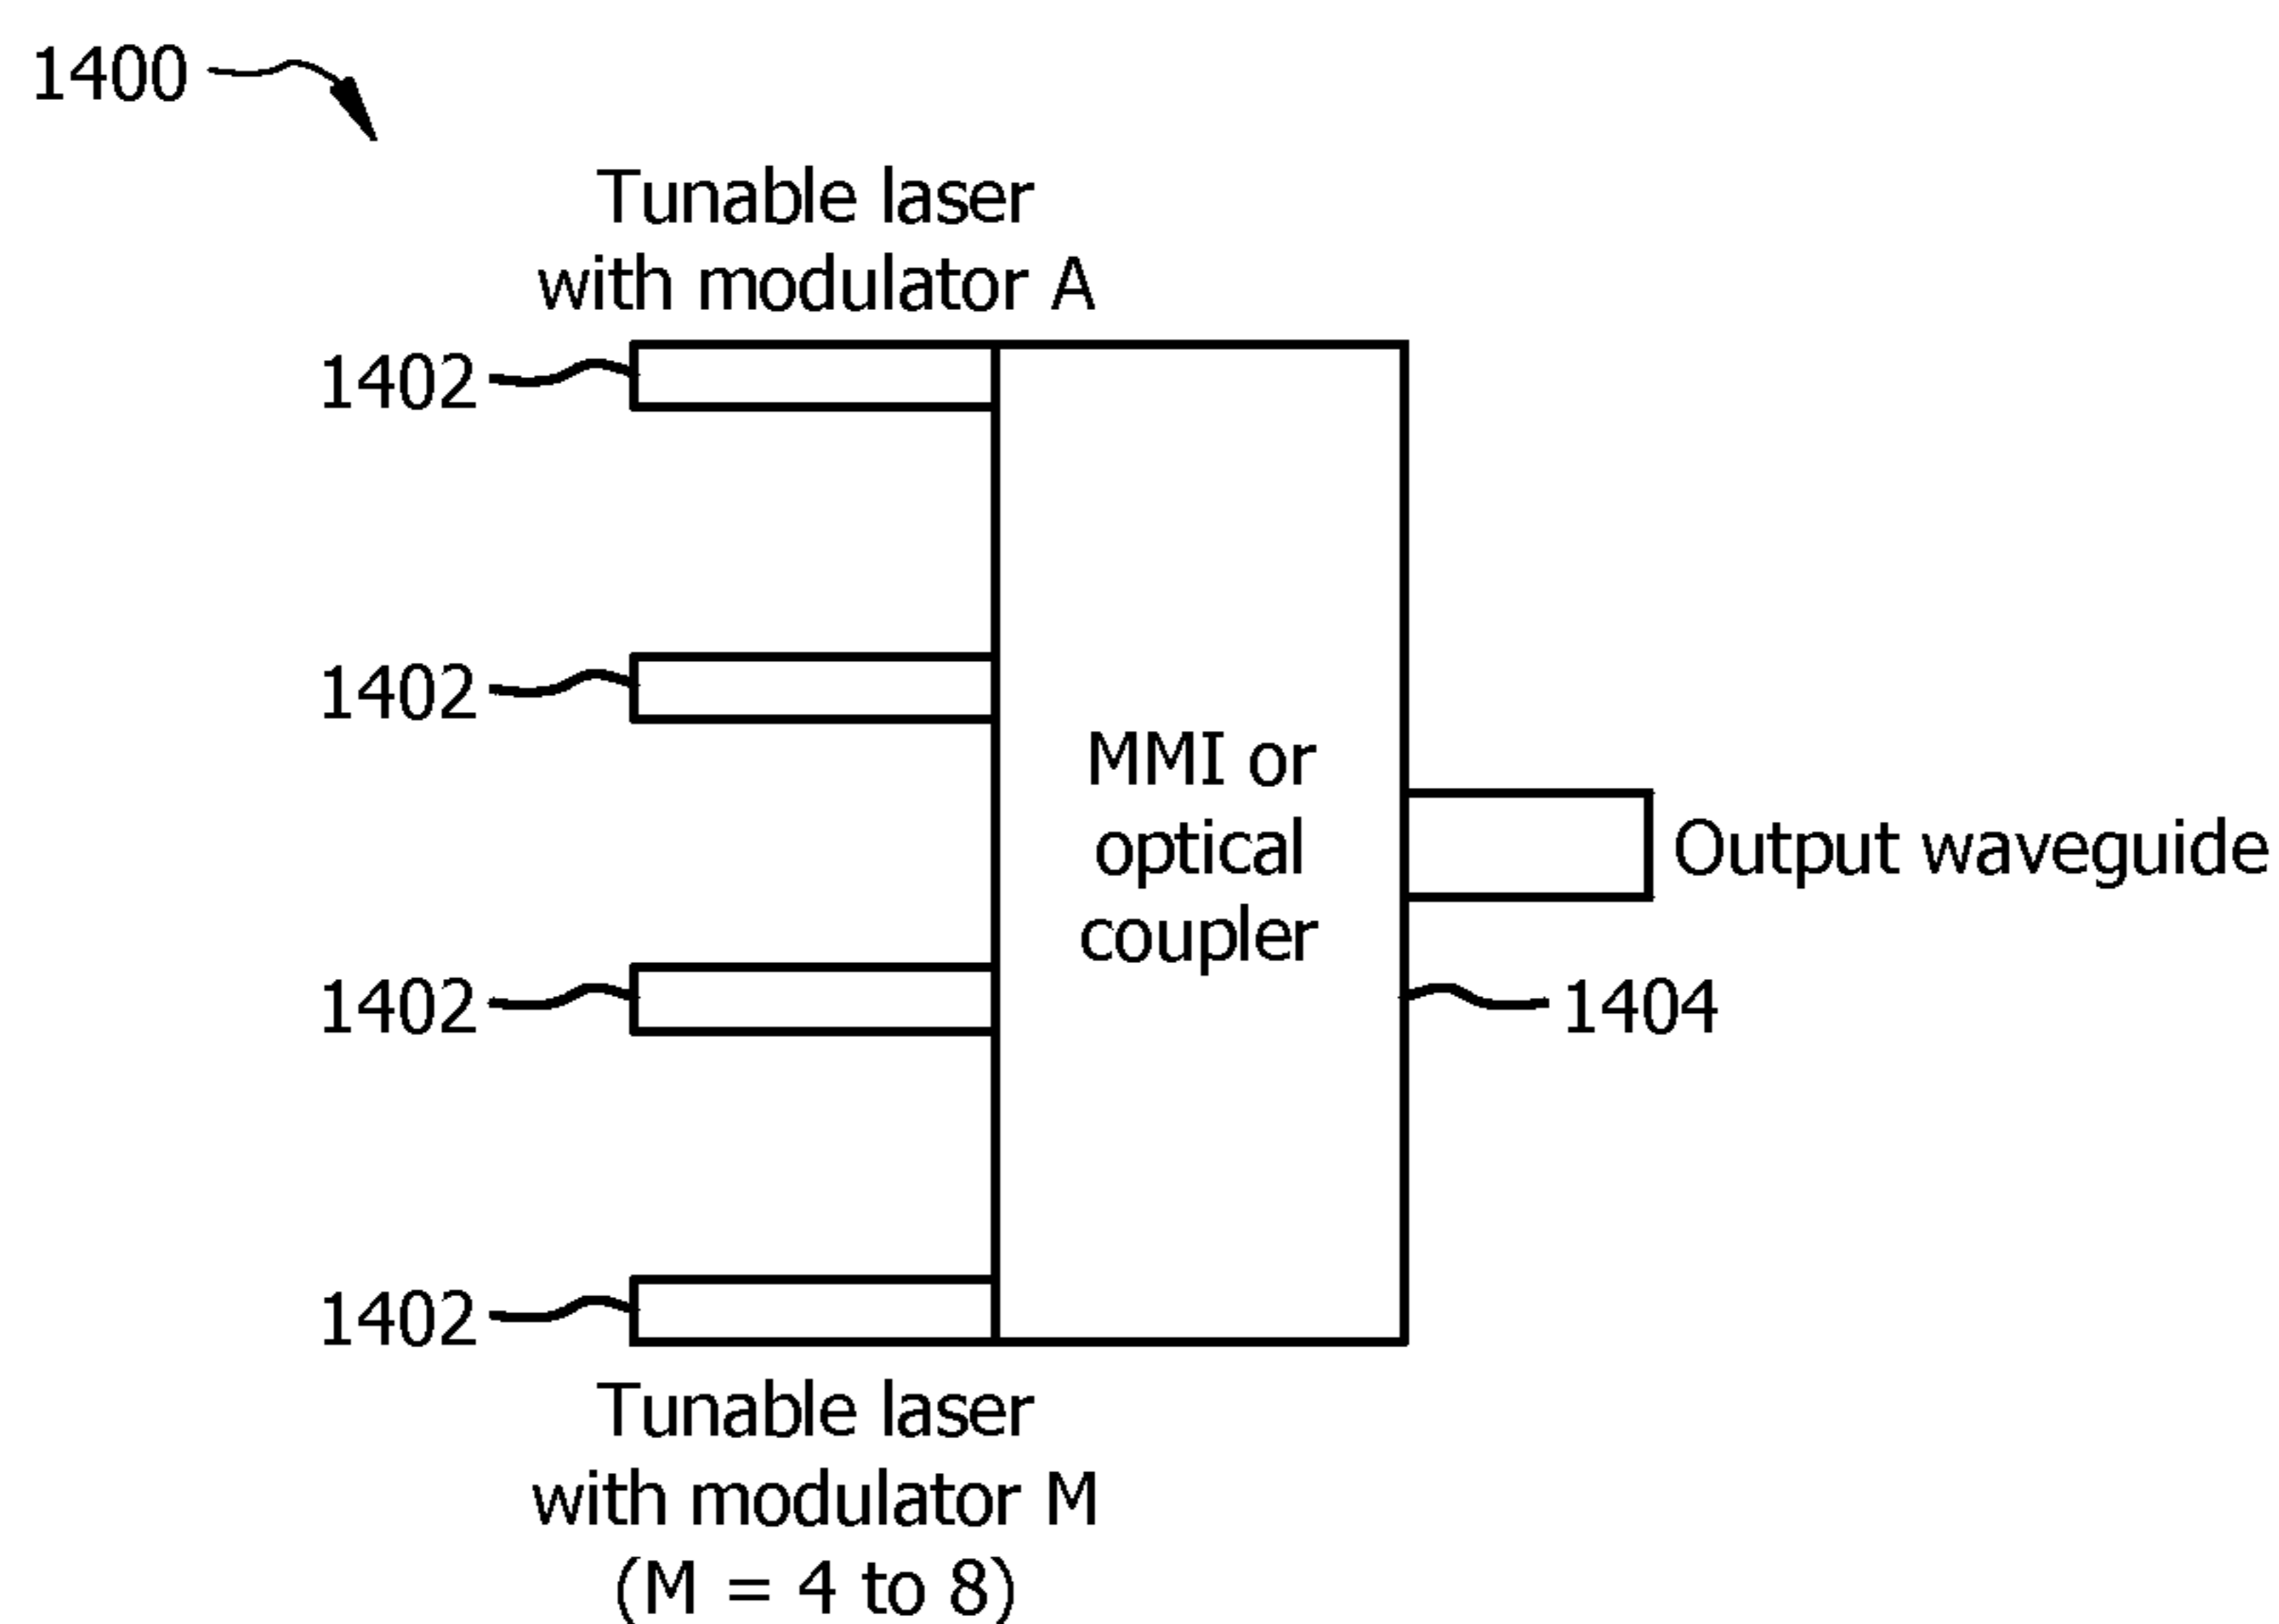 1400
Tunable laser
with modulator A
1402
1402
MMI or
optical
coupler
Output waveguide
1402
1404
1402
Tunable laser
with modulator M
(M = 4 to 8)